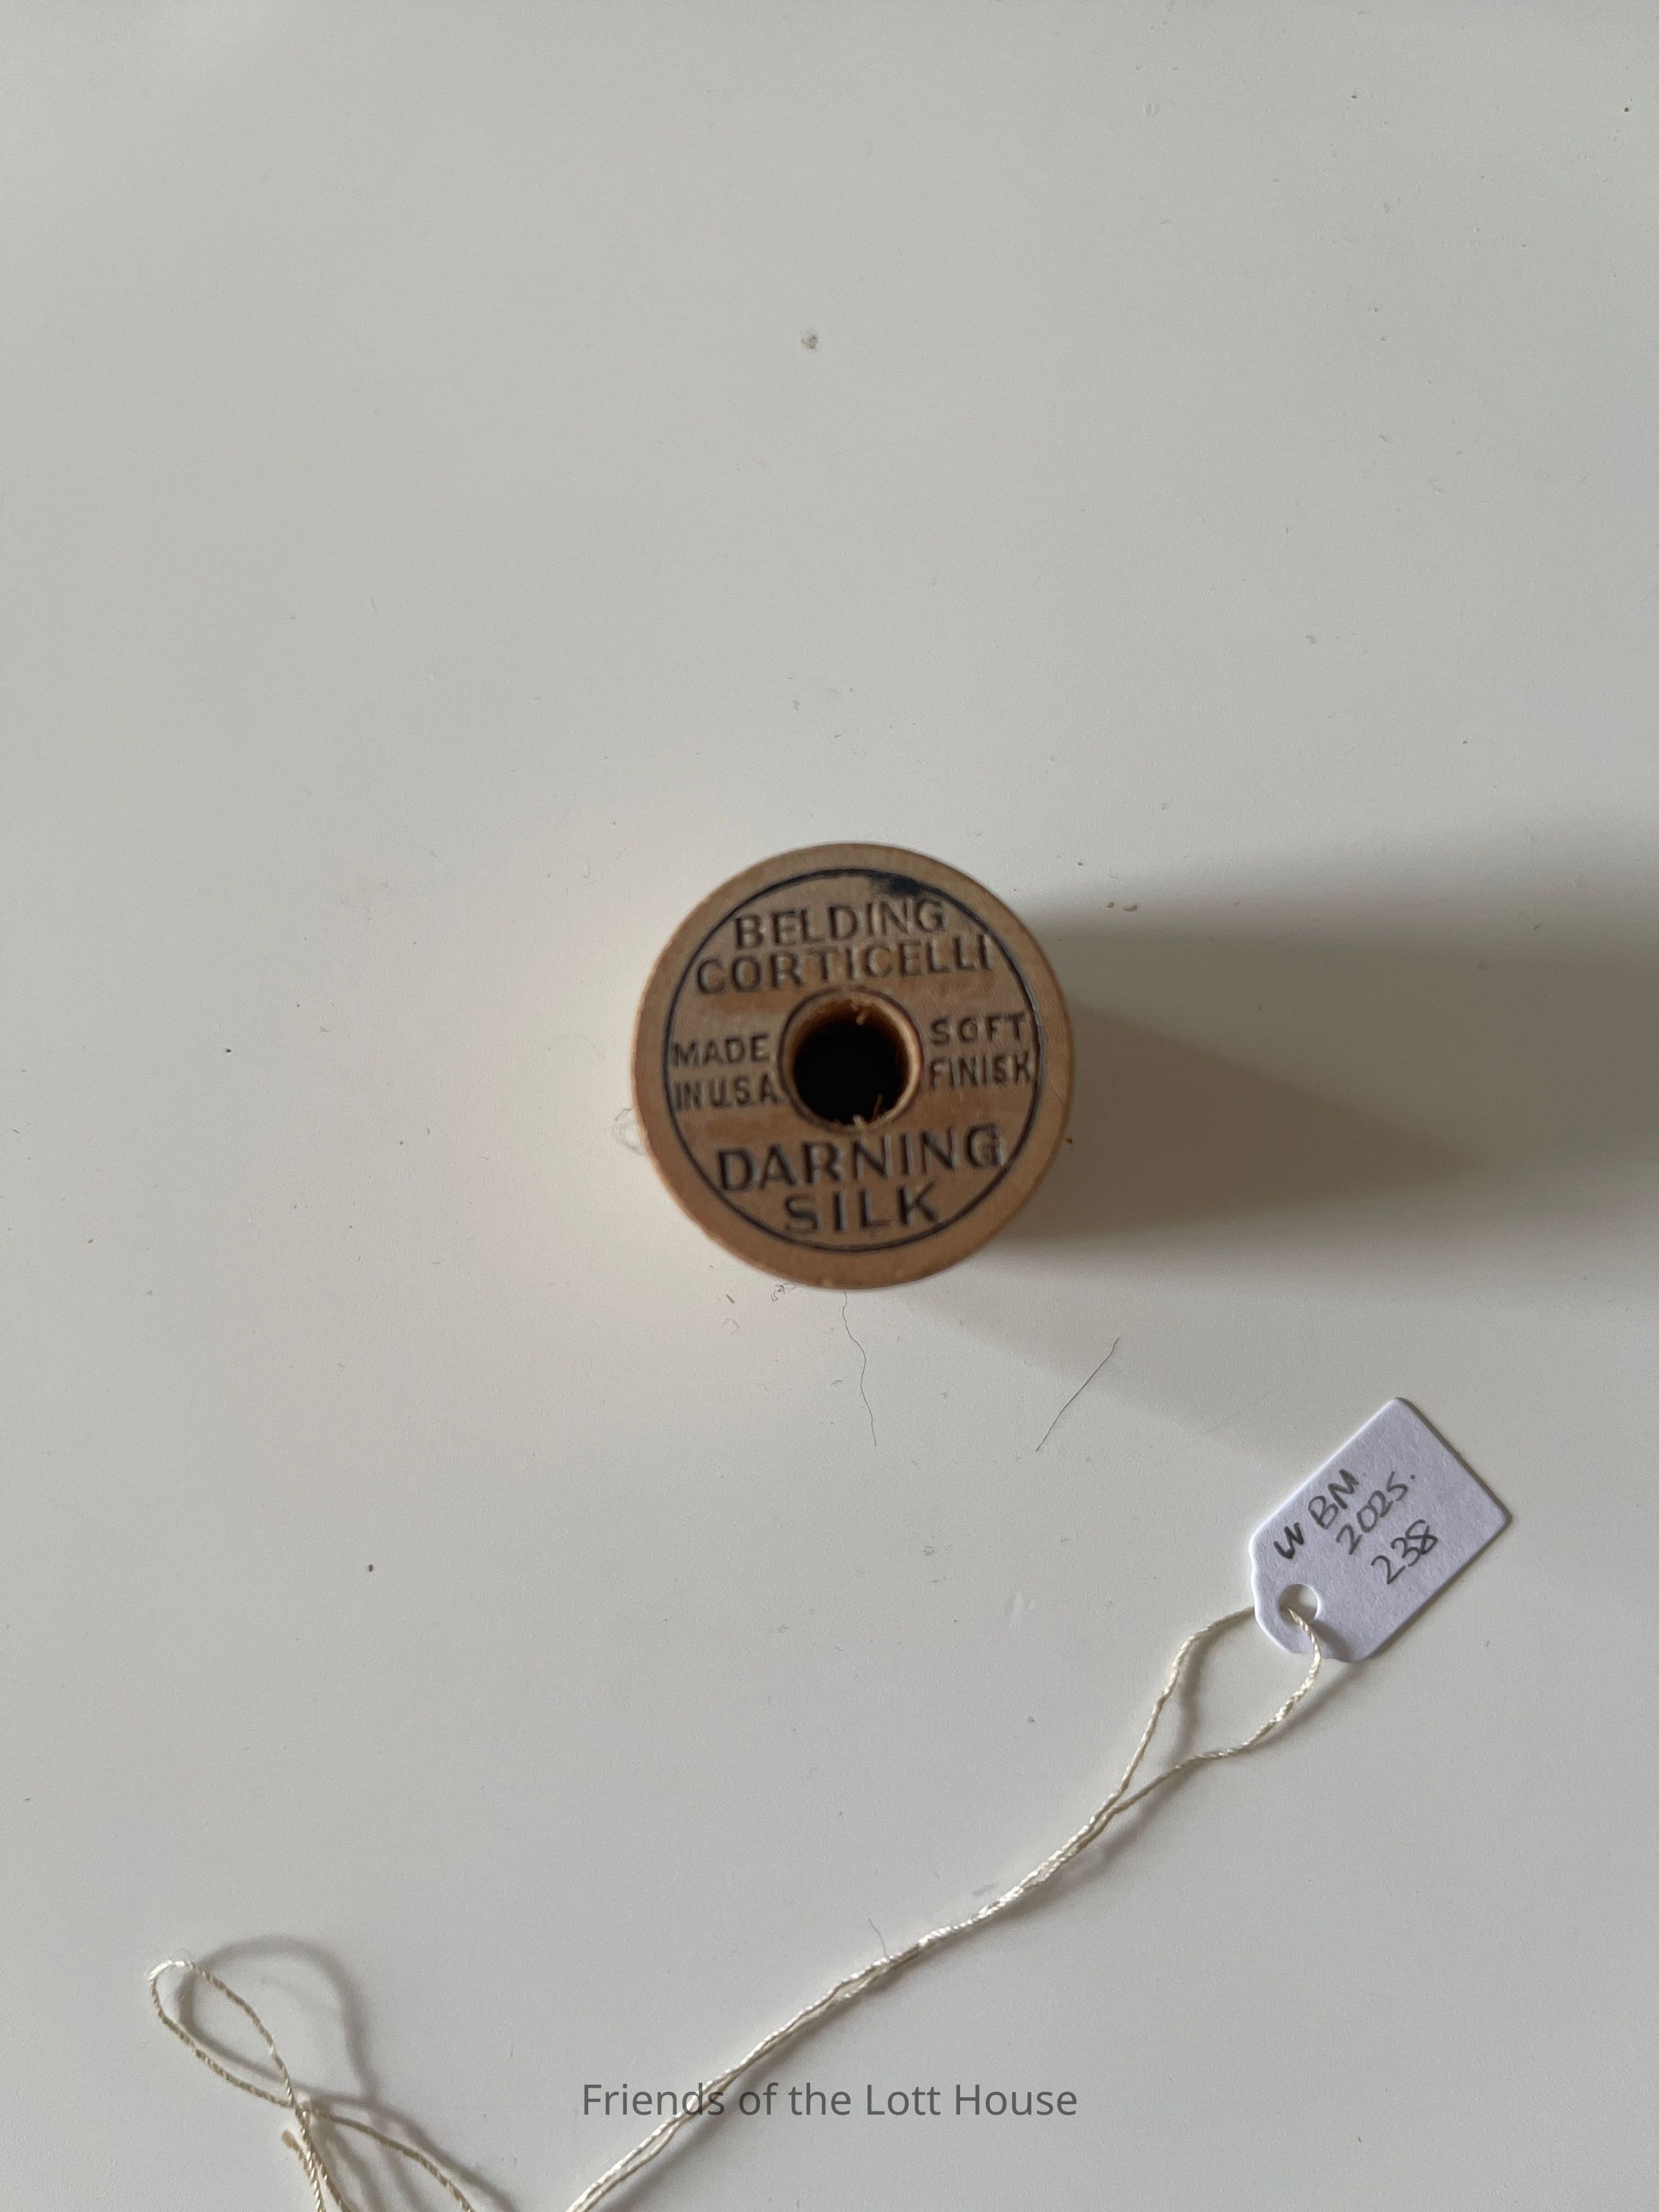 BELDING
CORTICELLI
MADE
IN U.S.A.
SOFT
FINISH
DARNING
SILK
W BM
2025.
238
Friends of the Lott House